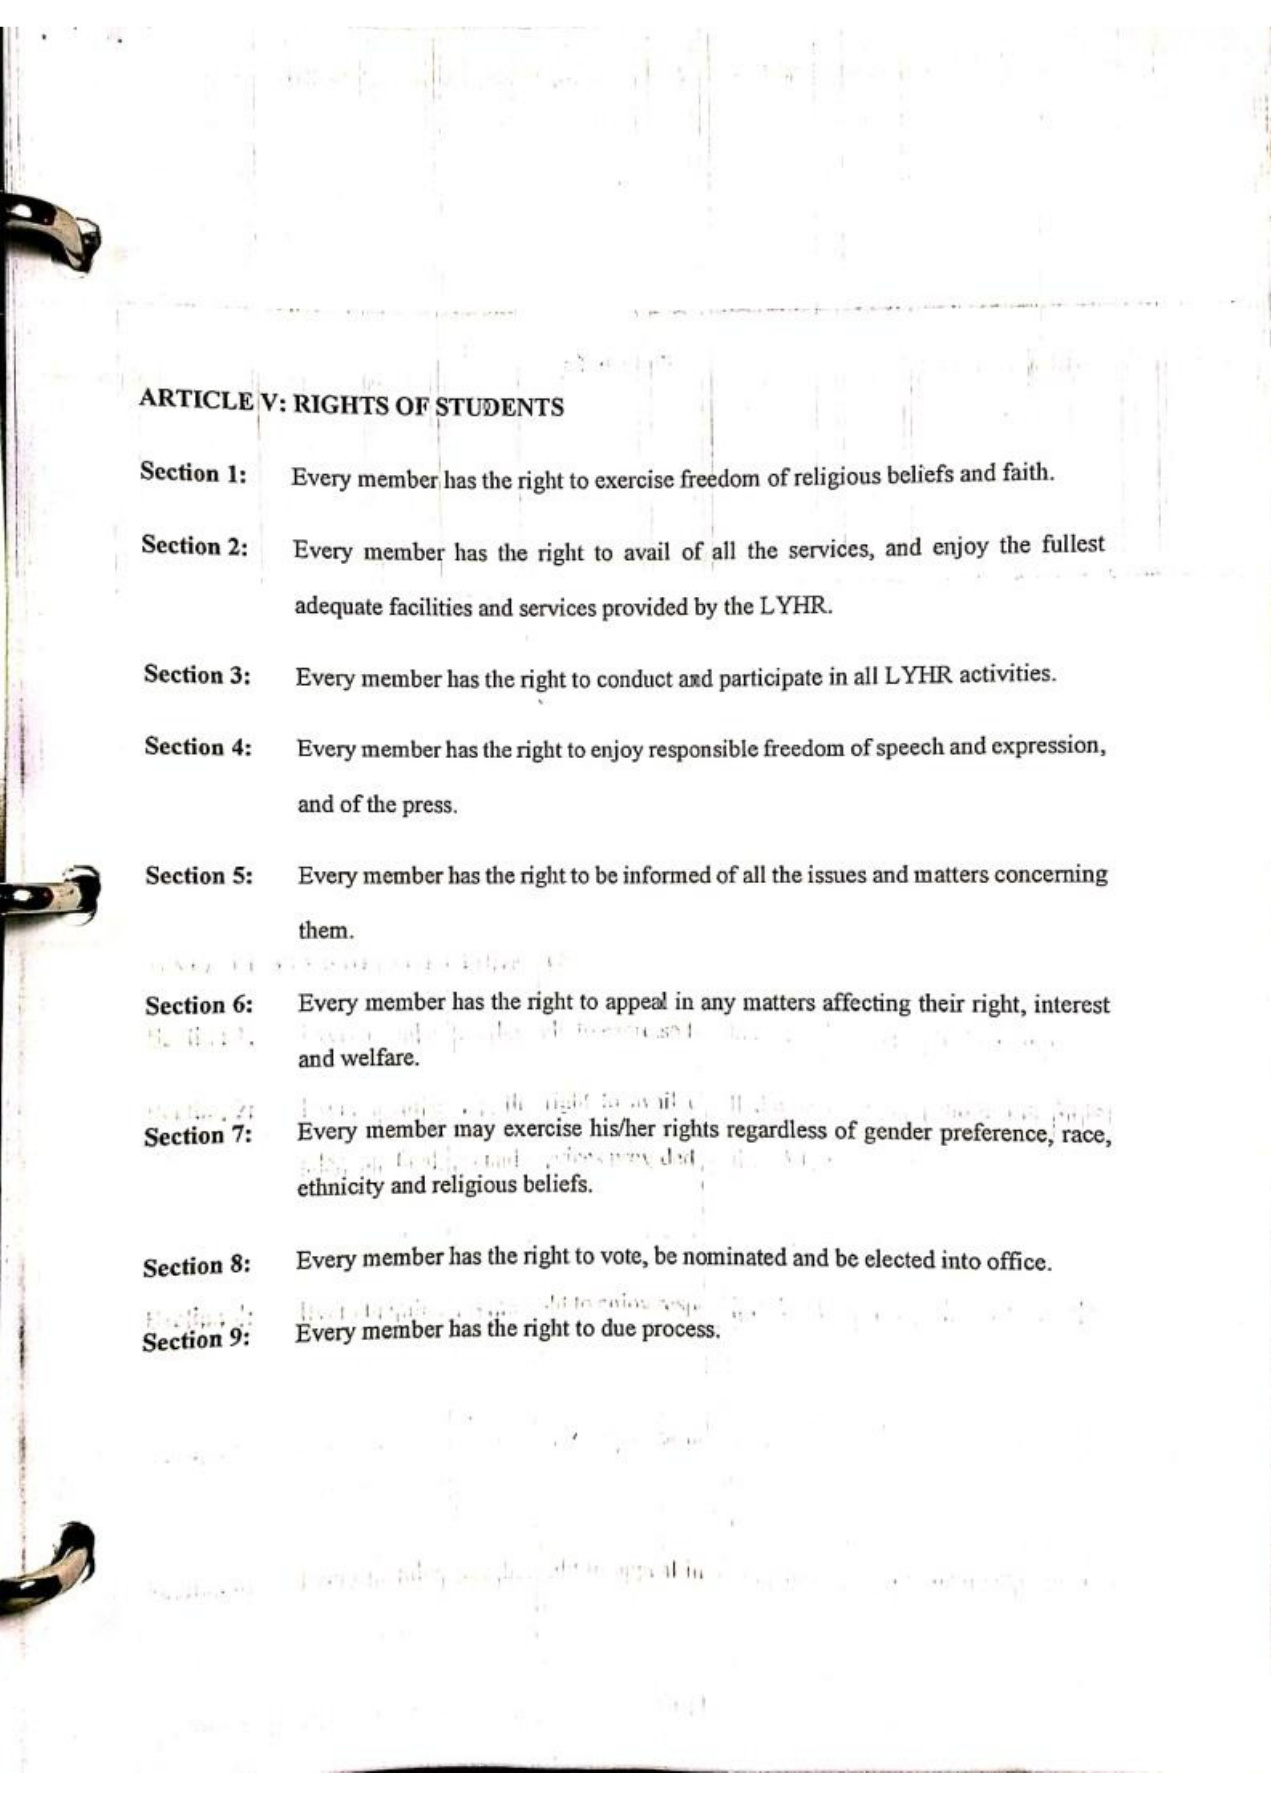 ARTICLE V: RIGHTS OF STUDENTS
Section 1: Every member has the right to exercise freedom of religious beliefs and faith.
Section 2: Every member has the right to avail of all the services, and enjoy the fullest
adequate facilities and services provided by the LYHR.
Section 3: Every member has the right to conduct and participate in all LYHR activities.
Section 4: Every member has the right to enjoy responsible freedom of speech and expression,
and of the press.
Section 5: Every member has the right to be informed of all the issues and matters concerning
them.
Section 6: Every member has the right to appeal in any matters affecting their right, interest
and welfare.
Section 7: Every member may exercise his/her rights regardless of gender preference, race,
ethnicity and religious beliefs.
Section 8: Every member has the right to vote, be nominated and be elected into office.
Section 9: Every member has the right to due process.